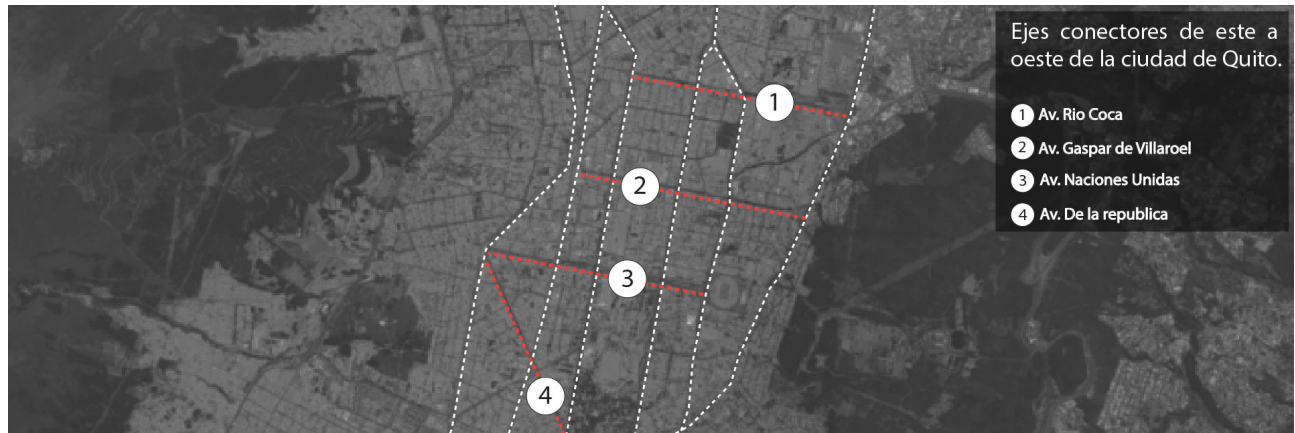 Ejes conectores de este a
oeste de la ciudad de Quito.
1 Av. Rio Coca
2 Av. Gaspar de Villaroel
3 Av. Naciones Unidas
4 Av. De la republica
1
2
3
4